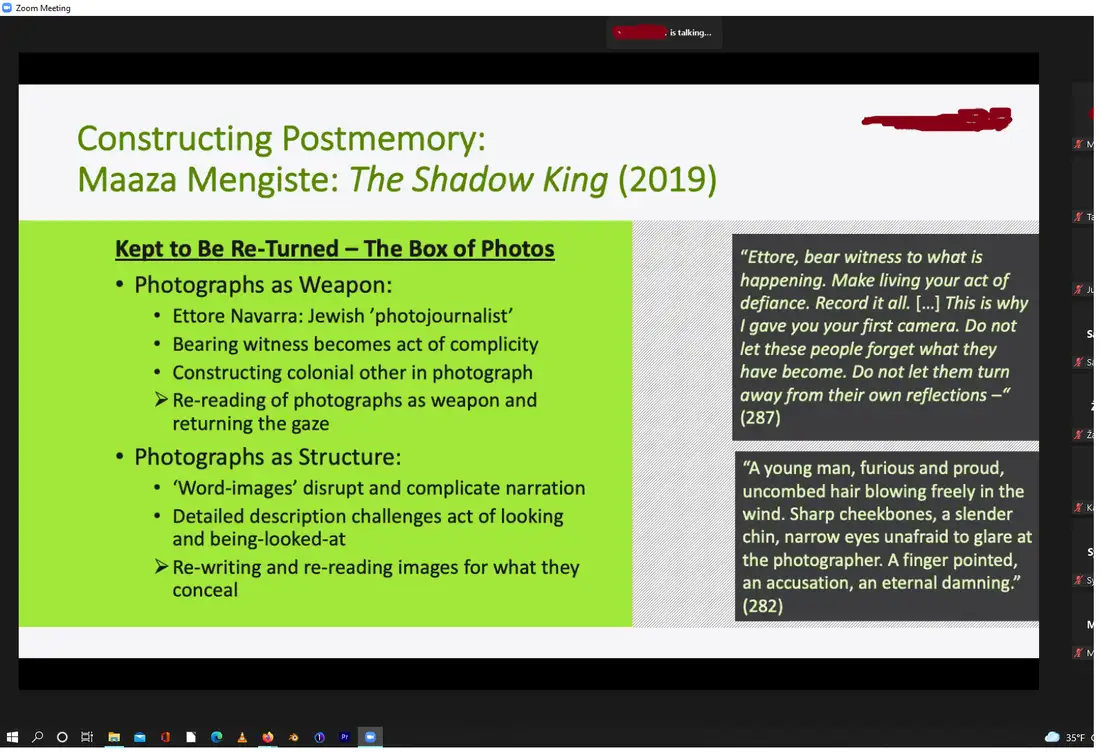 Zoom Meeting
is talking...
Constructing Postmemory:
Maaza Mengiste: The Shadow King (2019)
Kept to Be Re-Turned – The Box of Photos
• Photographs as Weapon:
• Ettore Navarra: Jewish ’photojournalist’
• Bearing witness becomes act of complicity
• Constructing colonial other in photograph
➢ Re-reading of photographs as weapon and
returning the gaze
• Photographs as Structure:
• ‘Word-images’ disrupt and complicate narration
• Detailed description challenges act of looking
and being-looked-at
➢ Re-writing and re-reading images for what they
conceal
“Ettore, bear witness to what is
happening. Make living your act of
defiance. Record it all. […] This is why
I gave you your first camera. Do not
let these people forget what they
have become. Do not let them turn
away from their own reflections –“
(287)
“A young man, furious and proud,
uncombed hair blowing freely in the
wind. Sharp cheekbones, a slender
chin, narrow eyes unafraid to glare at
the photographer. A finger pointed,
an accusation, an eternal damning.”
(282)
Pr
35°F